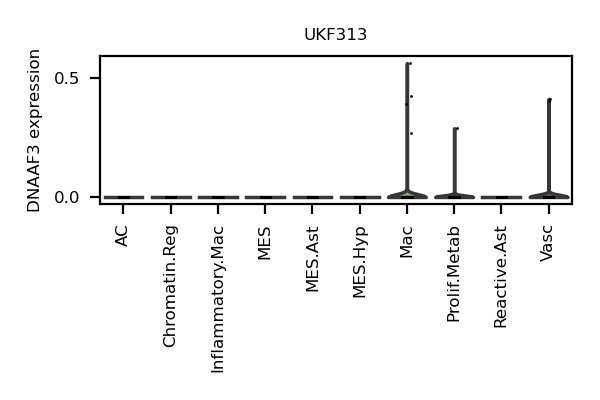 UKF313
DNAAF3 expression
0.5
0.0
AC
Chromatin.Reg
Inflammatory.Mac
MES
MES.Ast
MES.Hyp
Mac
Prolif.Metab
Reactive.Ast
Vasc